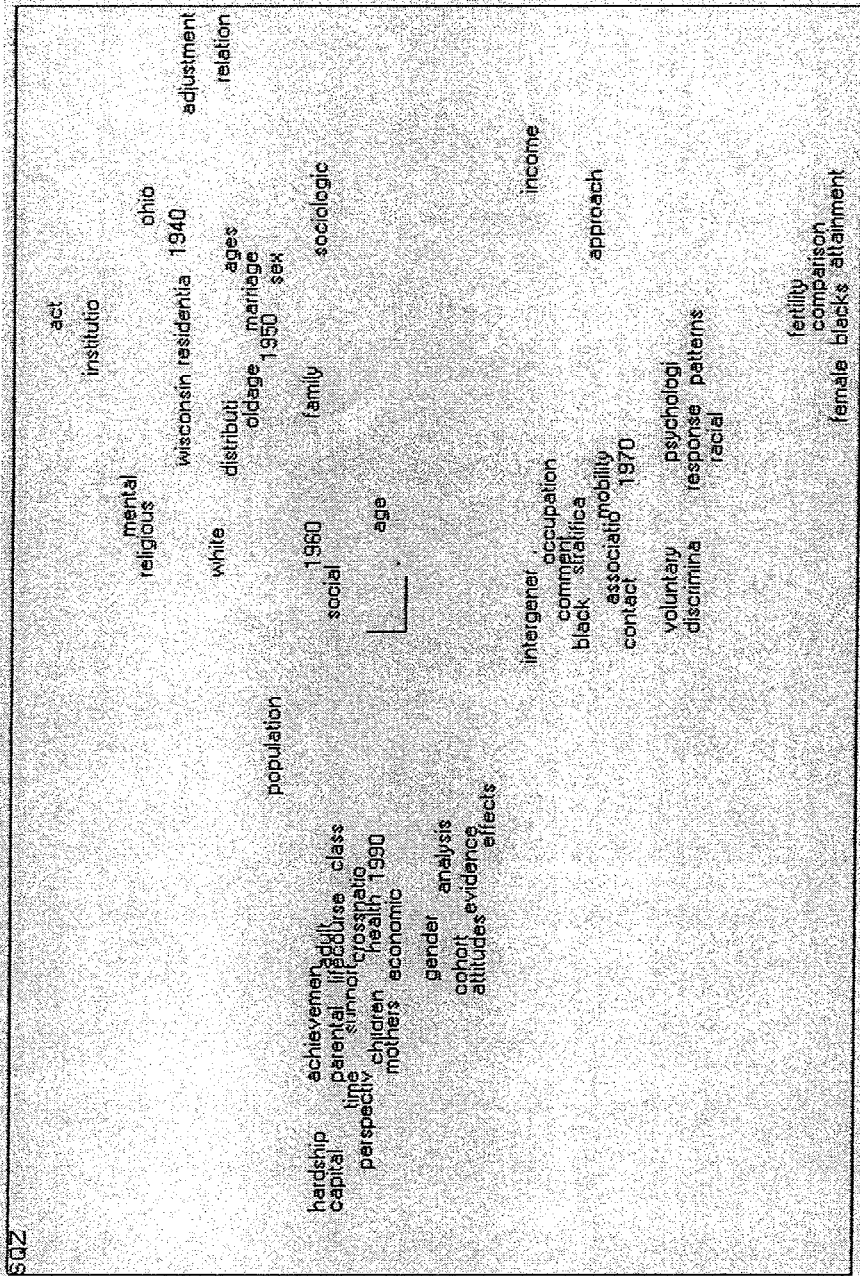 SQZ
act
institutio
mental
religious ohio
wisconsin residentia 1940 adjustment
white relation
distributi ages
oldage marriage
1950
population sex
hardship achievemen 1960 family sociologic
adult
capital parental lifecourse class social
time support crossnatio
perspectiv children health 1990 age
mothers economic
gender
analysis
cohort
attitudes evidence
effects
intergener income
occupation
comment
black stratifica
approach
associatio mobility
contact 1970
voluntary psychologi
discrimina response patterns
racial
fertility
comparison
female blacks attainment